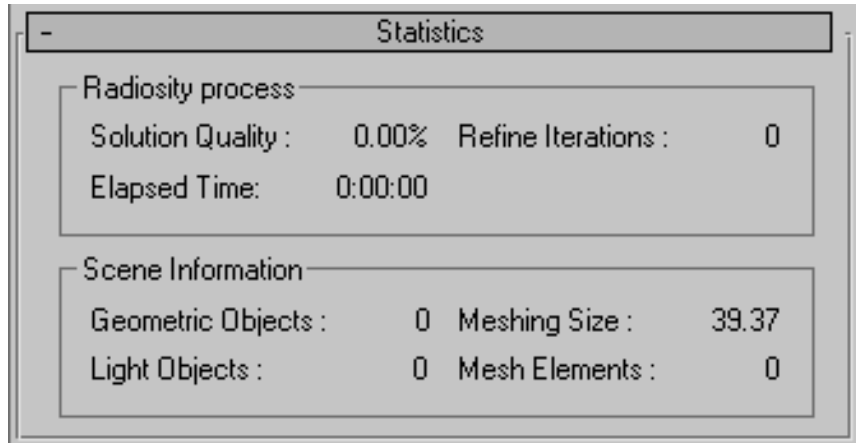 - Statistics
Radiosity process
Solution Quality : 0.00% Refine Iterations : 0
Elapsed Time: 0:00:00
Scene Information
Geometric Objects : 0 Meshing Size : 39.37
Light Objects : 0 Mesh Elements : 0